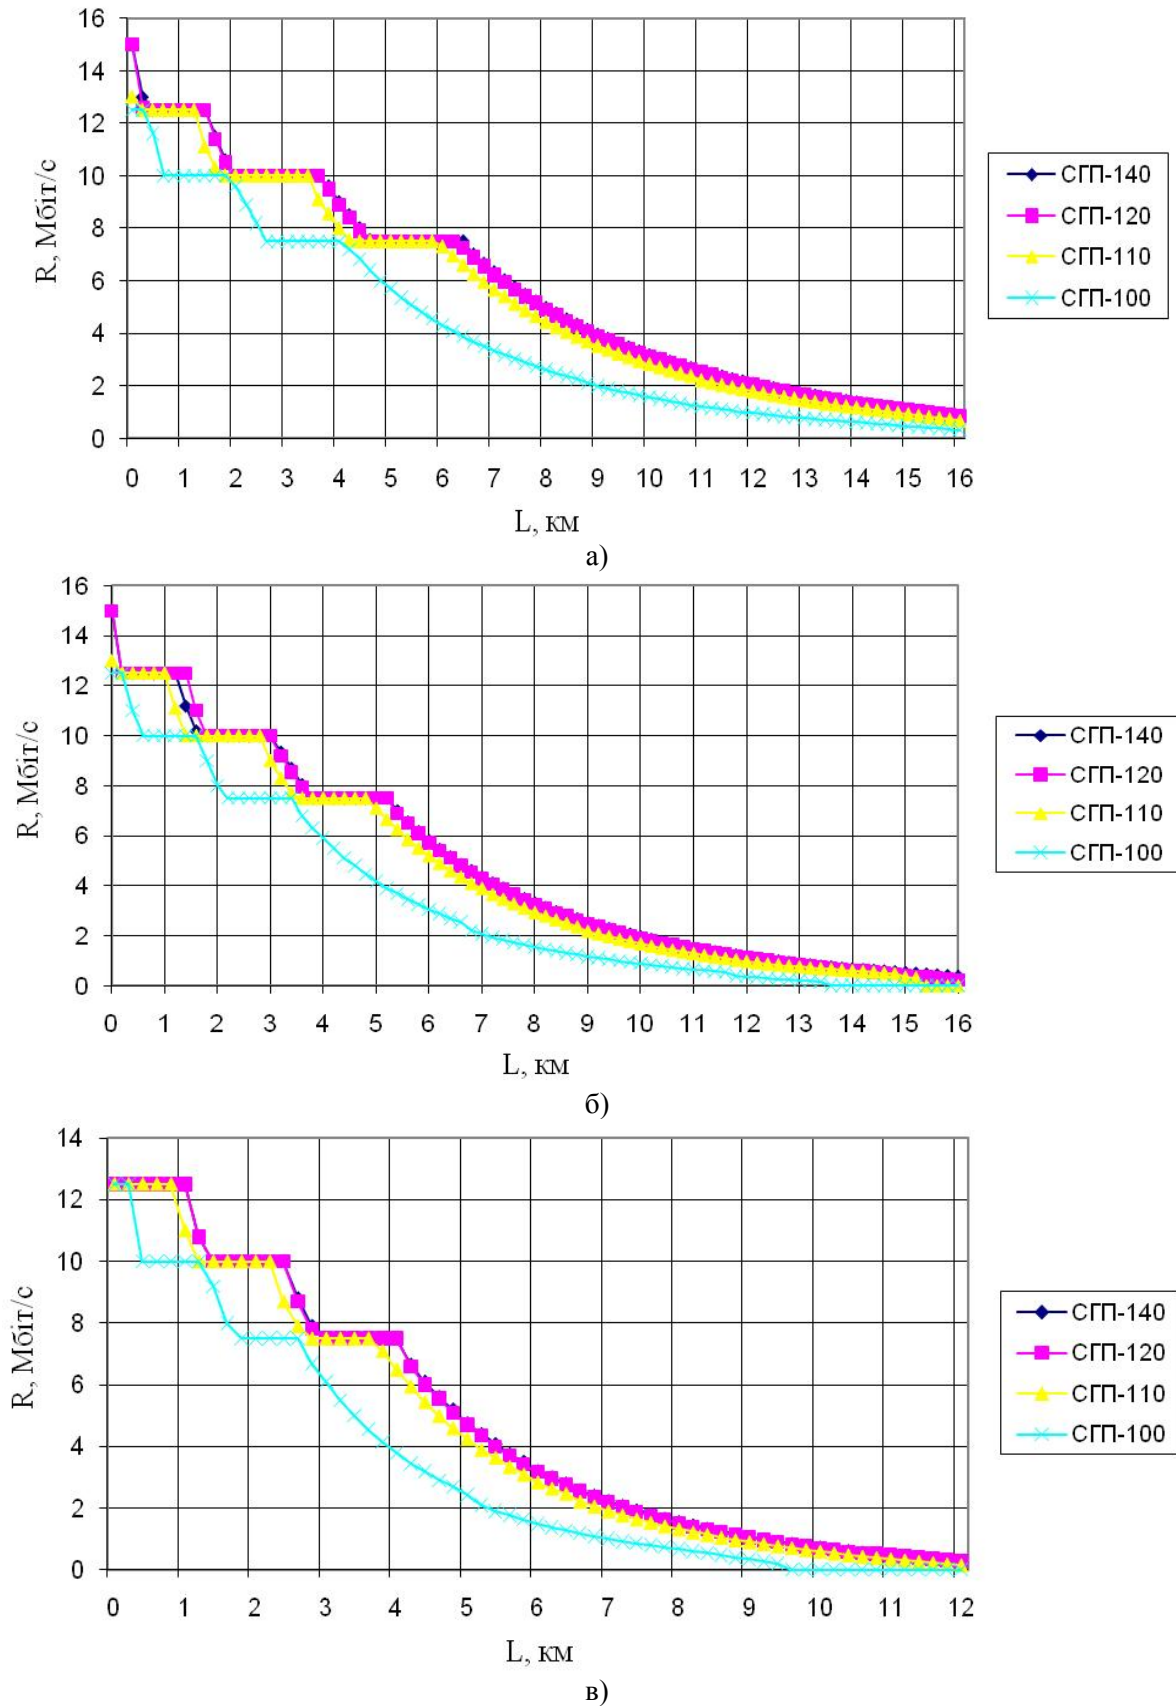 16
14
12
10
8
6
4
2
0
R, Мбіт/с
0 1 2 3 4 5 6 7 8 9 10 11 12 13 14 15 16
L, км
СГП-140
СГП-120
СГП-110
СГП-100
а)
16
14
12
10
8
6
4
2
0
R, Мбіт/с
0 1 2 3 4 5 6 7 8 9 10 11 12 13 14 15 16
L, км
СГП-140
СГП-120
СГП-110
СГП-100
б)
14
12
10
8
6
4
2
0
R, Мбіт/с
0 1 2 3 4 5 6 7 8 9 10 11 12
L, км
СГП-140
СГП-120
СГП-110
СГП-100
в)